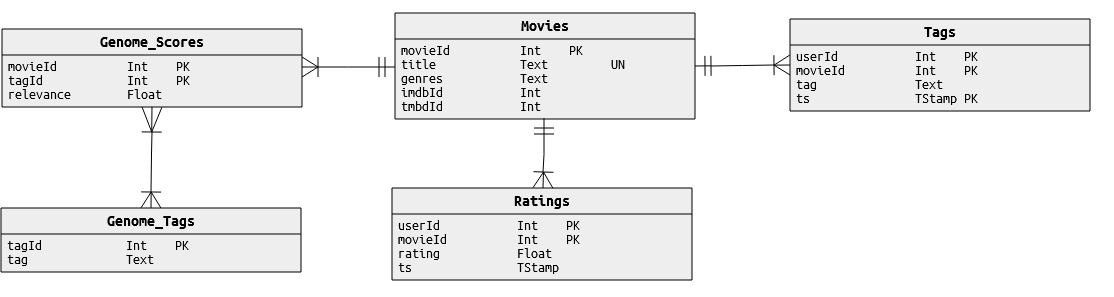 Genome_Scores
movieId Int PK
tagId Int PK
relevance Float
Movies
movieId Int PK
title Text UN
genres Text
imdbId Int
tmbdId Int
Tags
userId Int PK
movieId Int PK
tag Text
ts TStamp PK
Genome_Tags
tagId Int PK
tag Text
Ratings
userId Int PK
movieId Int PK
rating Float
ts TStamp